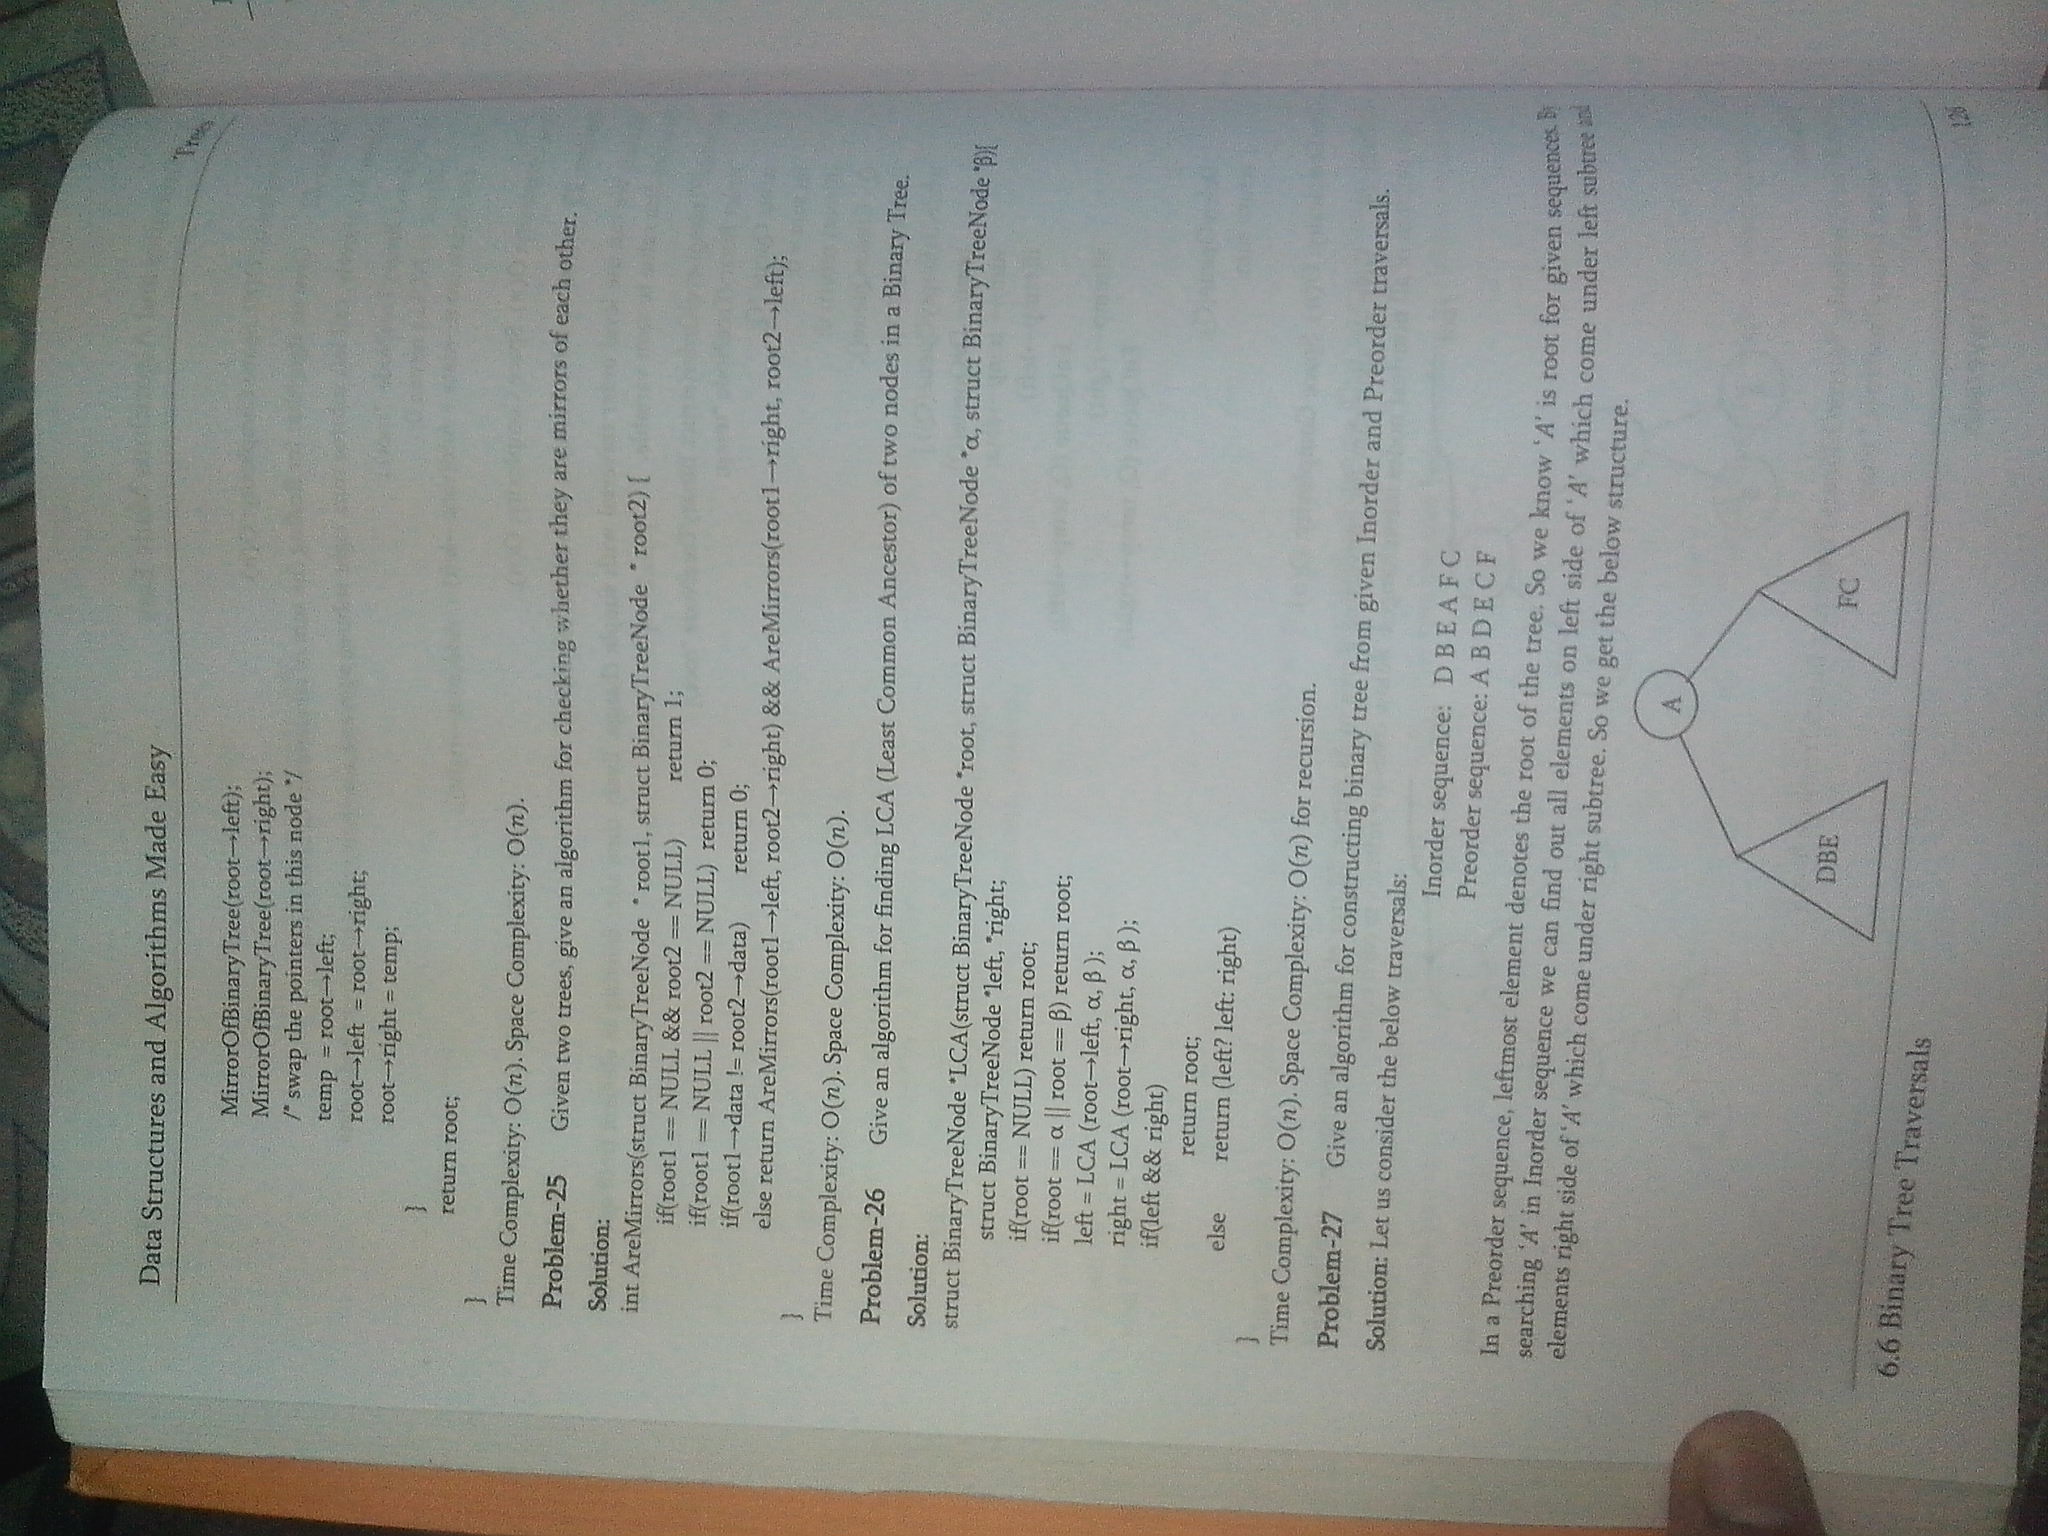 Data Structures and Algorithms Made Easy
Trees
MirrorOfBinaryTree(root→left);
MirrorOfBinaryTree(root→right);
/* swap the pointers in this node */
temp = root→left;
root→left = root→right;
root→right = temp;
}
return root;
}
Time Complexity: O(n). Space Complexity: O(n).
Problem-25 Given two trees, give an algorithm for checking whether they are mirrors of each other.
Solution:
int AreMirrors(struct BinaryTreeNode * root1, struct BinaryTreeNode * root2) {
if(root1 == NULL && root2 == NULL) return 1;
if(root1 == NULL || root2 == NULL) return 0;
if(root1→data != root2→data) return 0;
else return AreMirrors(root1→left, root2→right) && AreMirrors(root1→right, root2→left);
}
Time Complexity: O(n). Space Complexity: O(n).
Problem-26 Give an algorithm for finding LCA (Least Common Ancestor) of two nodes in a Binary Tree.
Solution:
struct BinaryTreeNode *LCA(struct BinaryTreeNode *root, struct BinaryTreeNode *α, struct BinaryTreeNode *β){
struct BinaryTreeNode *left, *right;
if(root == NULL) return root;
if(root == α || root == β) return root;
left = LCA (root→left, α, β );
right = LCA (root→right, α, β );
if(left && right)
return root;
else return (left? left: right)
}
Time Complexity: O(n). Space Complexity: O(n) for recursion.
Problem-27 Give an algorithm for constructing binary tree from given Inorder and Preorder traversals.
Solution: Let us consider the below traversals:
Inorder sequence: D B E A F C
Preorder sequence: A B D E C F
In a Preorder sequence, leftmost element denotes the root of the tree. So we know 'A' is root for given sequences. By
searching 'A' in Inorder sequence we can find out all elements on left side of 'A' which come under left subtree and
elements right side of 'A' which come under right subtree. So we get the below structure.
A
DBE
FC
6.6 Binary Tree Traversals
126